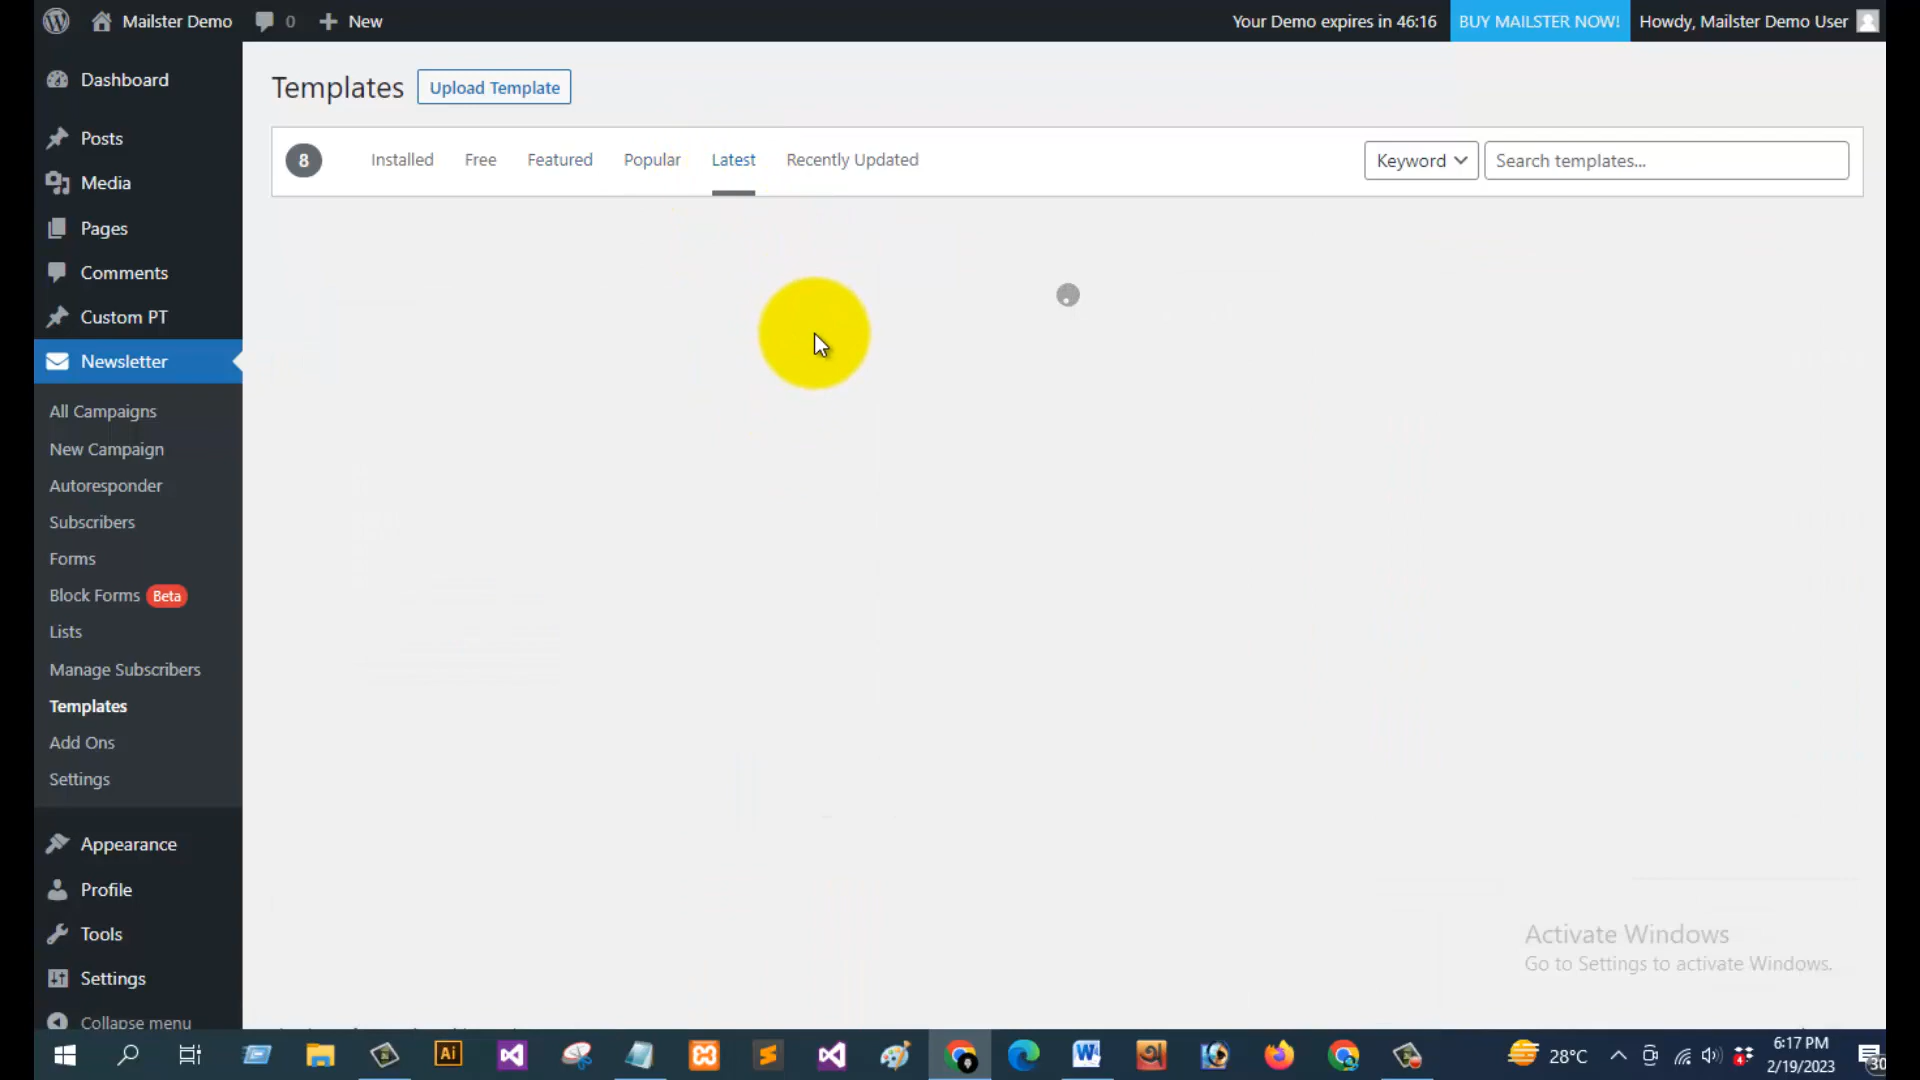 Mailster Demo
0
New
Your Demo expires in 46:16
BUY MAILSTER NOW!
Howdy, Mailster Demo User
Dashboard
Posts
Media
Pages
Comments
Custom PT
Newsletter
All Campaigns
New Campaign
Autoresponder
Subscribers
Forms
Block Forms Beta
Lists
Manage Subscribers
Templates
Add Ons
Settings
Appearance
Profile
Tools
Settings
Collapse menu
Templates
Upload Template
8
Installed
Free
Featured
Popular
Latest
Recently Updated
Keyword
Search templates...
Activate Windows
Go to Settings to activate Windows.
Ai
28°C
6:17 PM
2/19/2023
30